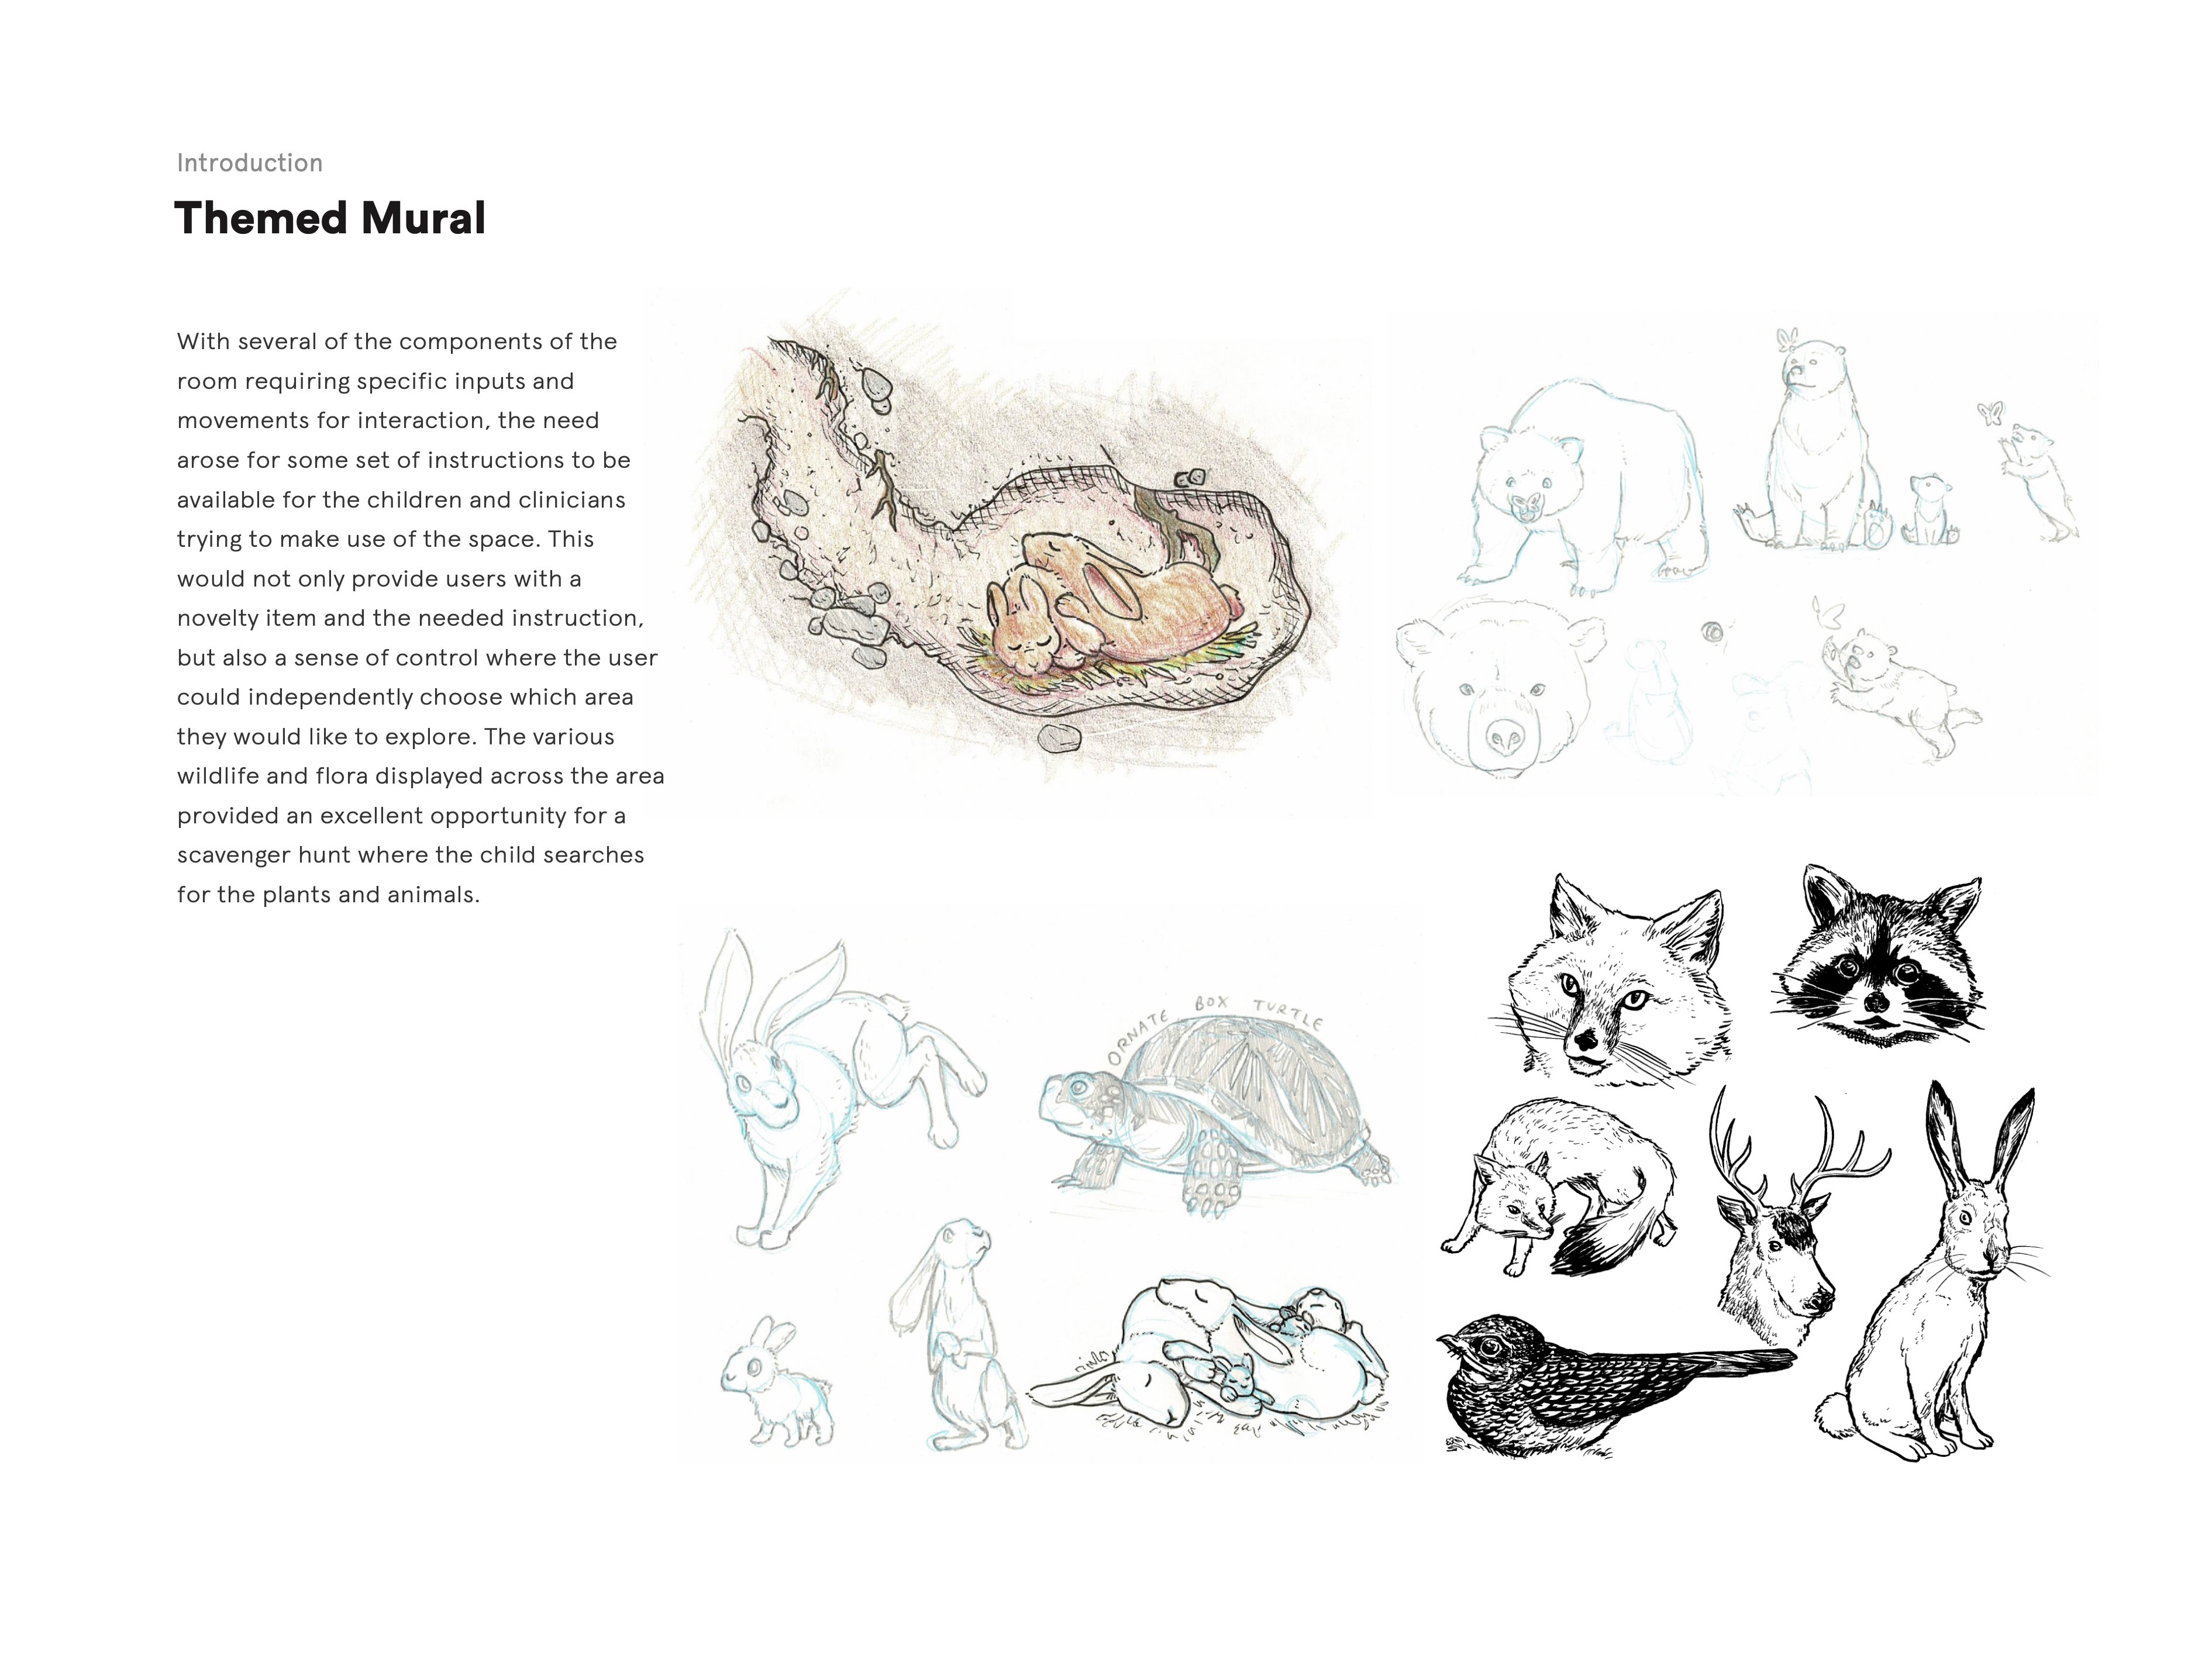 Introduction
Themed Mural
With several of the components of the
room requiring specific inputs and
movements for interaction, the need
arose for some set of instructions to be
available for the children and clinicians
trying to make use of the space. This
would not only provide users with a
novelty item and the needed instruction,
but also a sense of control where the user
could independently choose which area
they would like to explore. The various
wildlife and flora displayed across the area
provided an excellent opportunity for a
scavenger hunt where the child searches
for the plants and animals.
ORNATE BOX TURTLE